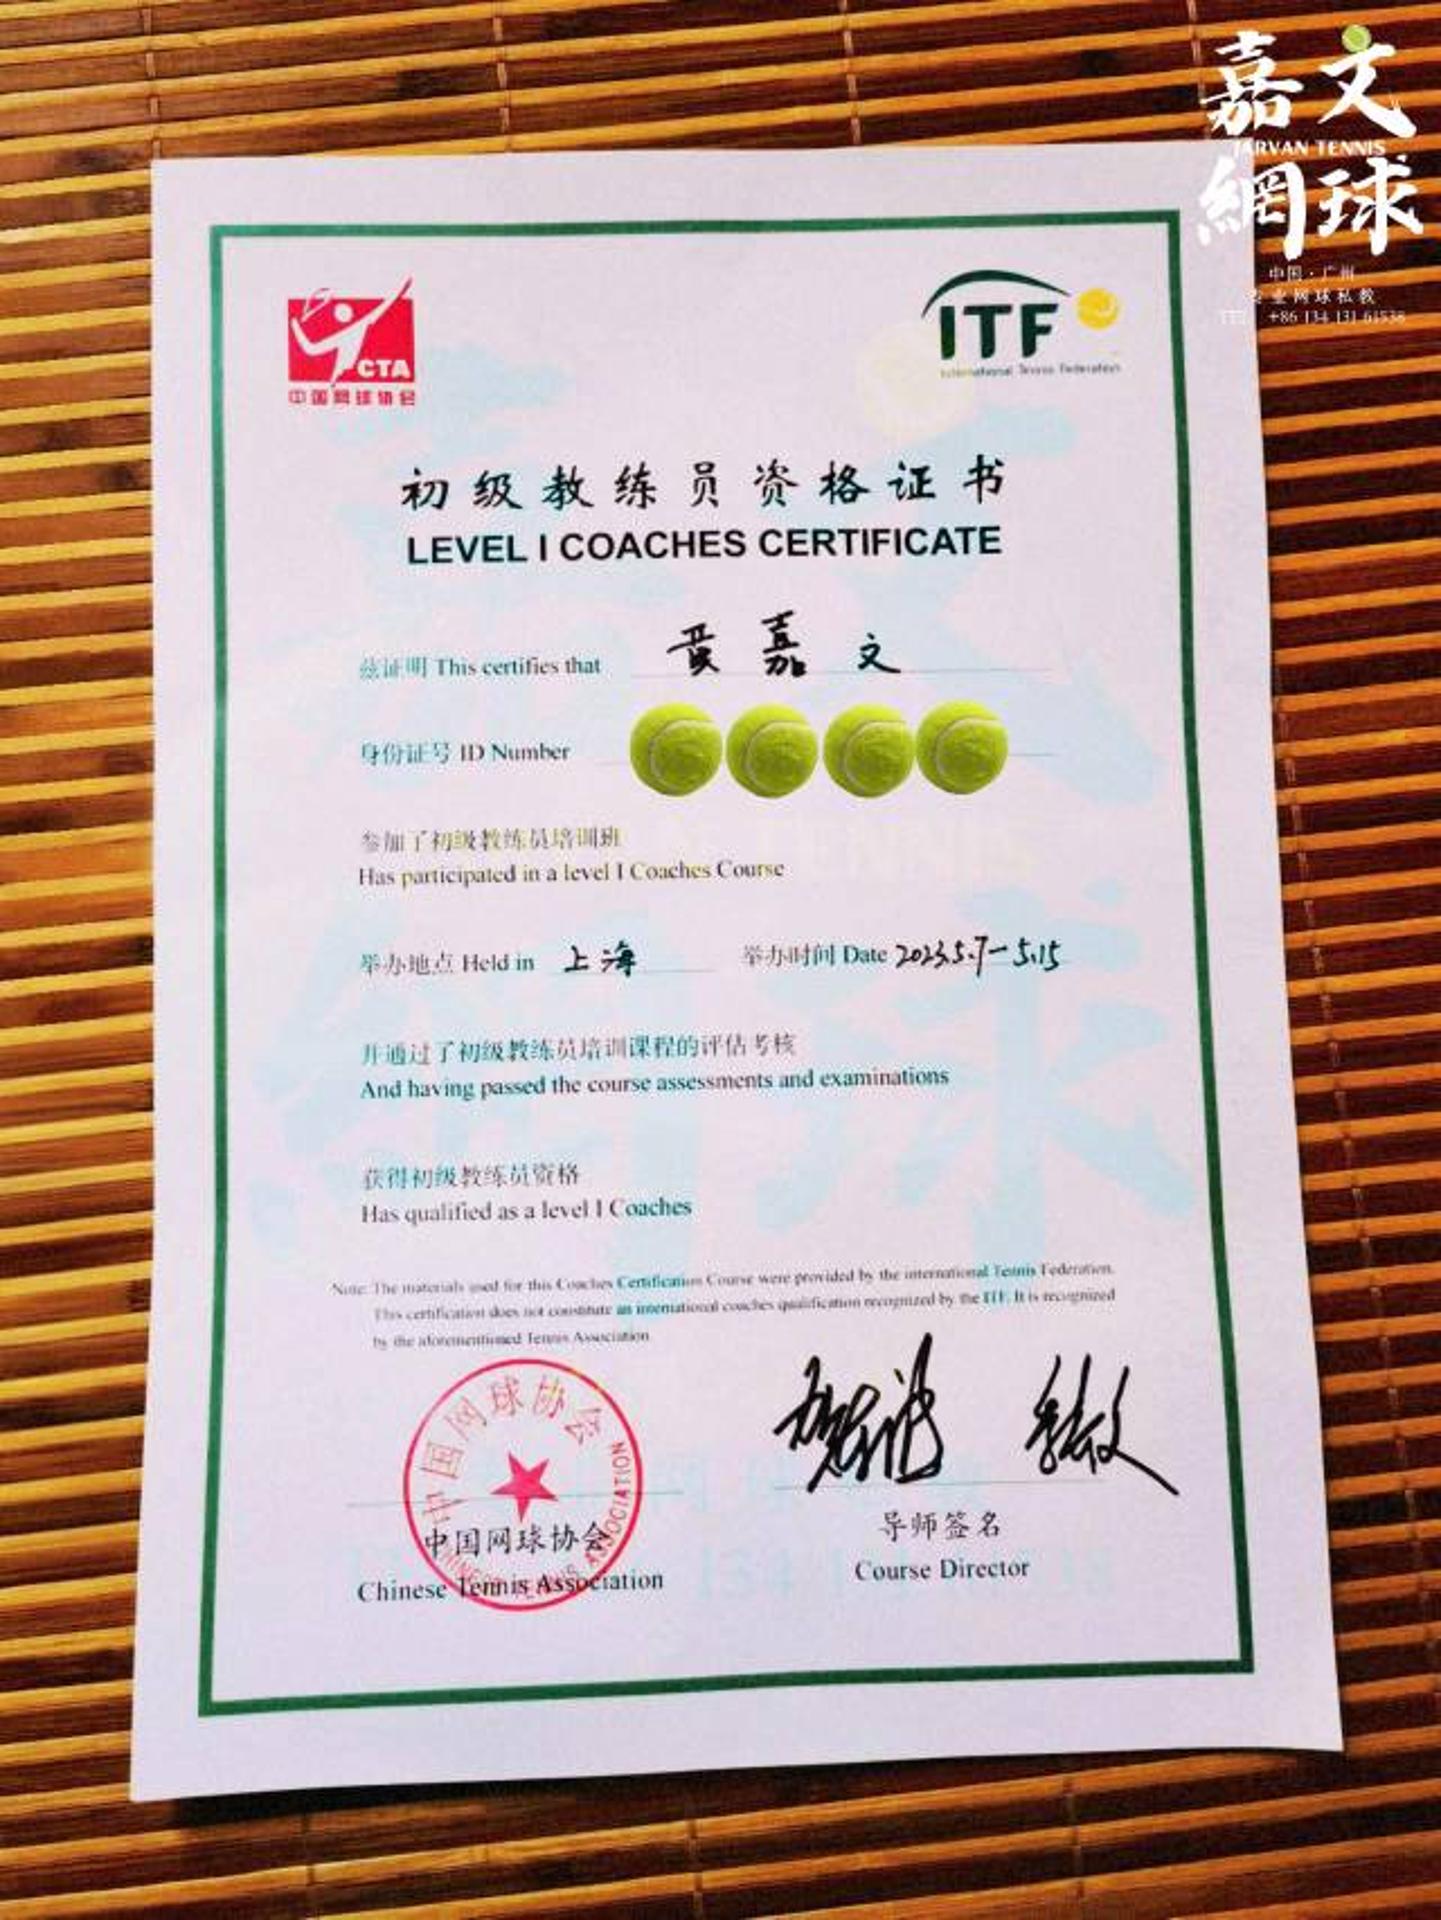 嘉文
JARVAN TENNIS
網球
中国·广州
专业网球私教
TEL +86 134 131 61538
CTA
中国网球协会
ITF
International Tennis Federation
初级教练员资格证书
LEVEL I COACHES CERTIFICATE
兹证明 This certifies that 黄嘉文
身份证号 ID Number
参加了初级教练员培训班
Has participated in a level I Coaches Course
举办地点 Held in 上海 举办时间 Date 2023.5.7-5.15
并通过了初级教练员培训课程的评估考核
And having passed the course assessments and examinations
获得初级教练员资格
Has qualified as a level I Coaches
Note: The materials used for this Coaches Certification Course were provided by the international Tennis Federation.
This certification does not constitute an international coaches qualification recognized by the ITF. It is recognized
by the aforementioned Tennis Association
中国网球协会
CHINESE TENNIS ASSOCIATION
中国网球协会
Chinese Tennis Association
导师签名
Course Director